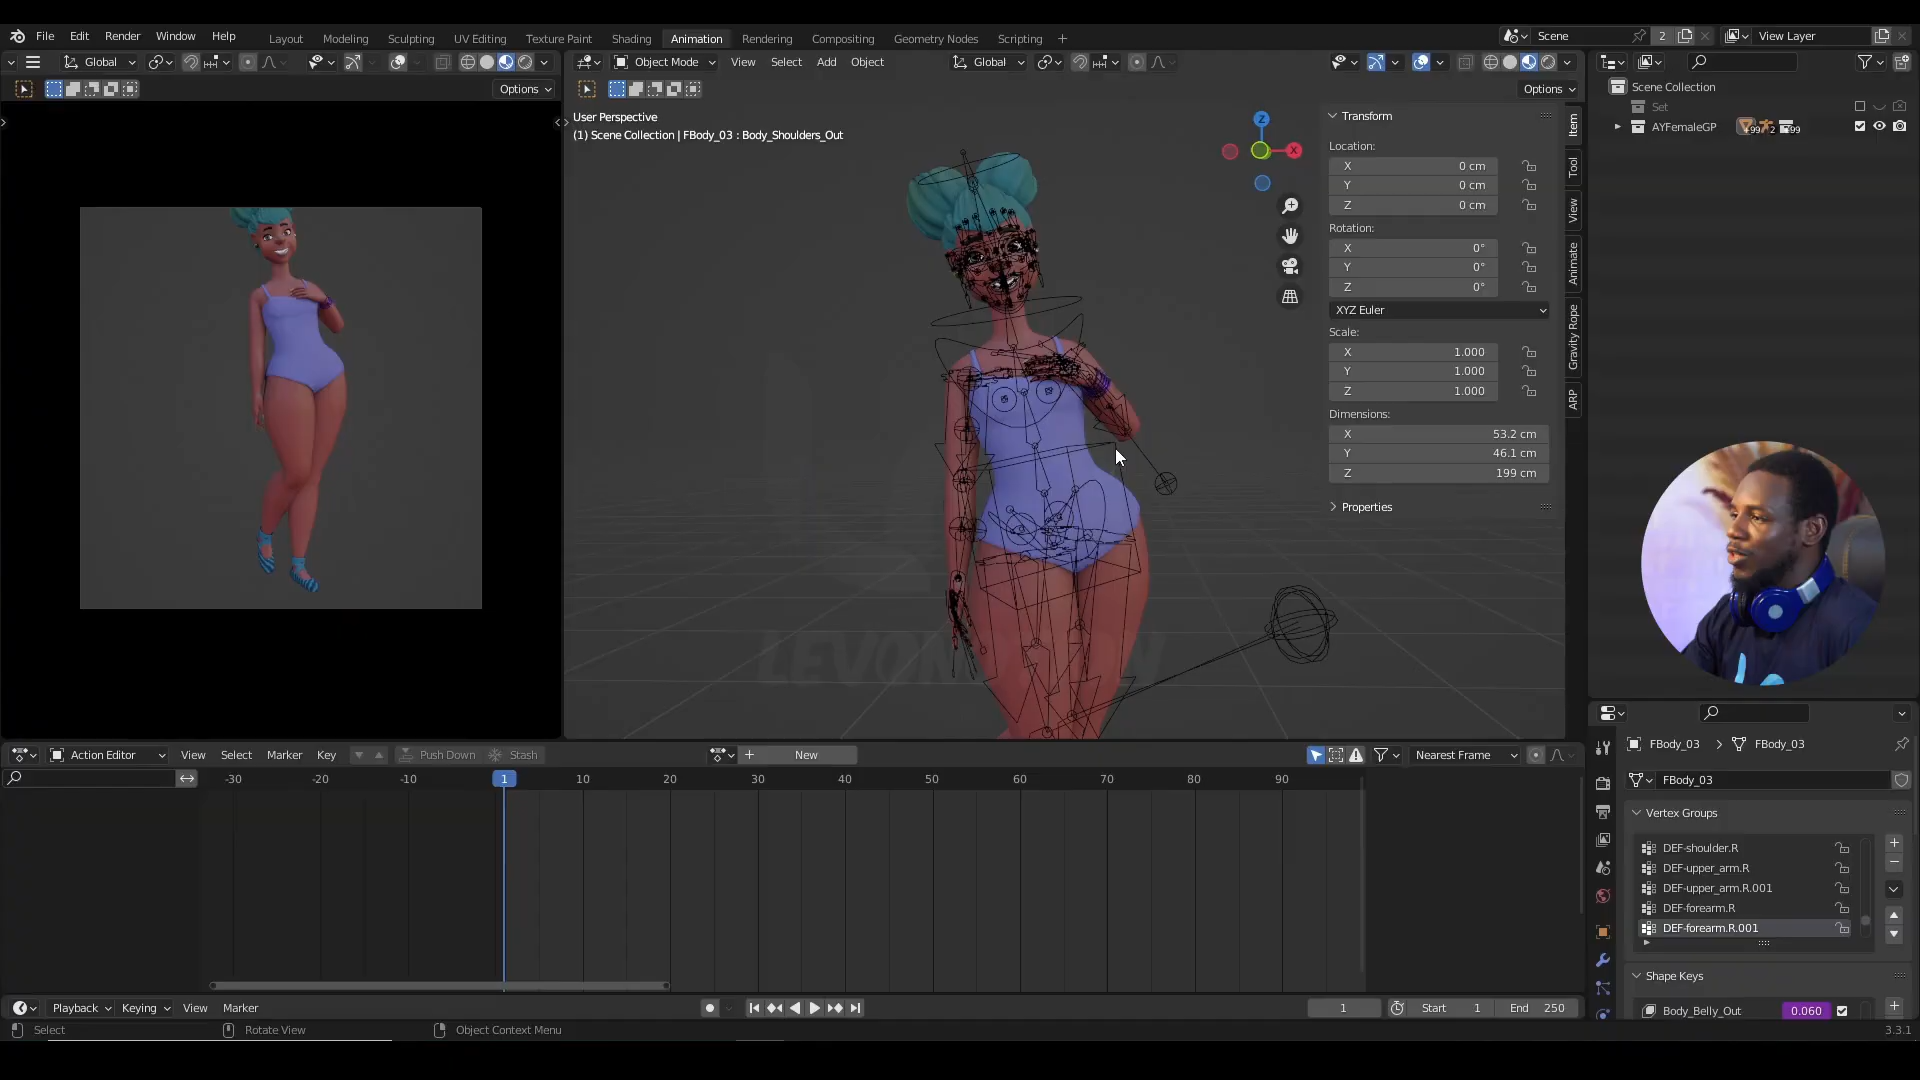 File Edit Render Window Help Layout Modeling Sculpting UV Editing Texture Paint Shading Animation Rendering Compositing Geometry Nodes Scripting + Scene 2 View Layer
Global Object Mode View Select Add Object Global
Options Options
User Perspective
(1) Scene Collection | FBody_03 : Body_Shoulders_Out
Z
X
Transform
Location:
X 0 cm
Y 0 cm
Z 0 cm
Rotation:
X 0°
Y 0°
Z 0°
XYZ Euler
Scale:
X 1.000
Y 1.000
Z 1.000
Dimensions:
X 53.2 cm
Y 46.1 cm
Z 199 cm
Properties
Item
Tool
View
Animate
Gravity Rope
ARP
Scene Collection
Set
AYFemaleGP +99 2 +99
Action Editor View Select Marker Key Push Down Stash + New Nearest Frame
-30 -20 -10 1 10 20 30 40 50 60 70 80 90
Playback Keying View Marker 1 Start 1 End 250
Select Rotate View Object Context Menu 3.3.1
FBody_03 > FBody_03
FBody_03
Vertex Groups
DEF-shoulder.R
DEF-upper_arm.R
DEF-upper_arm.R.001
DEF-forearm.R
DEF-forearm.R.001
Shape Keys
Body_Belly_Out 0.060